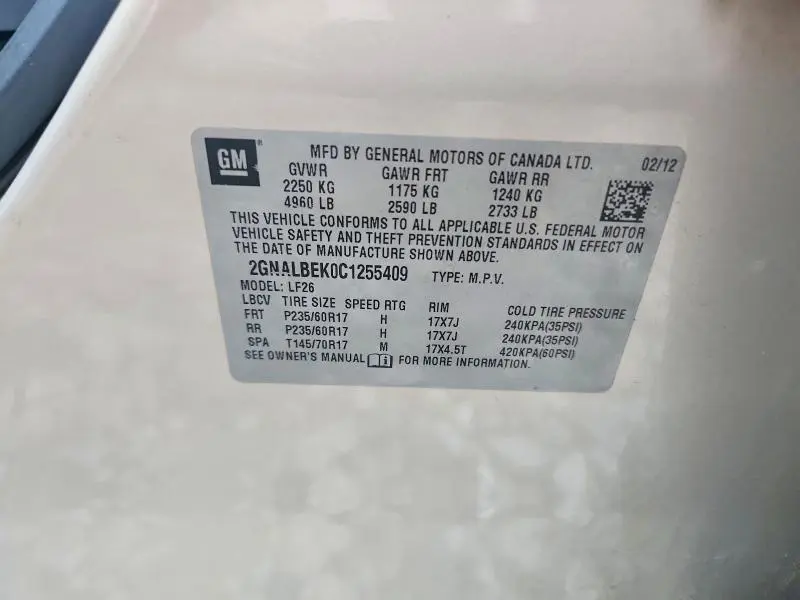 GM®
MFD BY GENERAL MOTORS OF CANADA LTD. 02/12
GVWR GAWR FRT GAWR RR
2250 KG 1175 KG 1240 KG
4960 LB 2590 LB 2733 LB
THIS VEHICLE CONFORMS TO ALL APPLICABLE U.S. FEDERAL MOTOR
VEHICLE SAFETY AND THEFT PREVENTION STANDARDS IN EFFECT ON
THE DATE OF MANUFACTURE SHOWN ABOVE.
2GNALBEK0C1255409 TYPE: M.P.V.
MODEL: LF26
LBCV TIRE SIZE SPEED RTG RIM COLD TIRE PRESSURE
FRT P235/60R17 H 17X7J 240KPA(35PSI)
RR P235/60R17 H 17X7J 240KPA(35PSI)
SPA T145/70R17 M 17X4.5T 420KPA(60PSI)
SEE OWNER'S MANUAL FOR MORE INFORMATION.